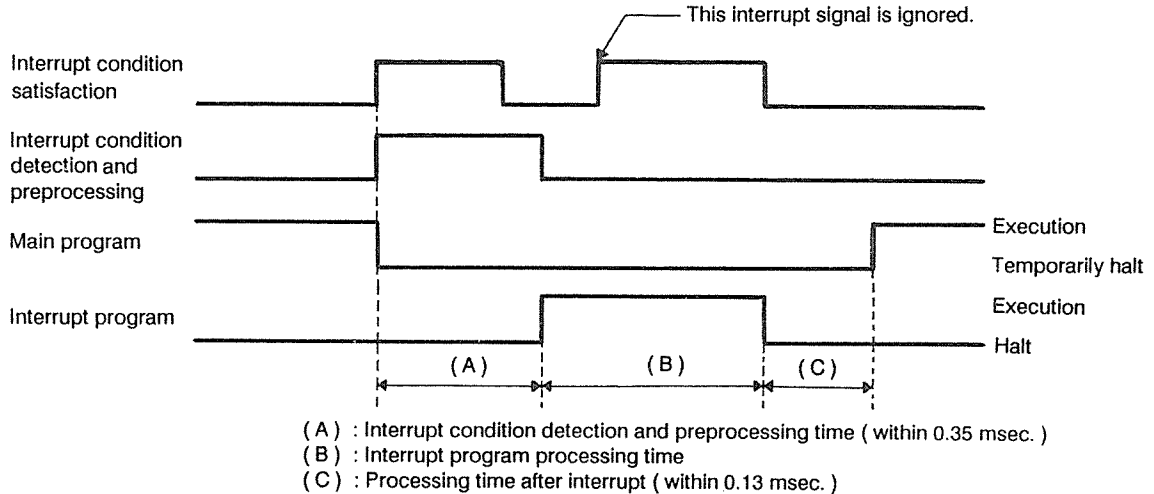 This interrupt signal is ignored.
Interrupt condition
satisfaction
Interrupt condition
detection and
preprocessing
Main program
Execution
Temporarily halt
Interrupt program
Execution
Halt
( A )
( B )
( C )
( A ) : Interrupt condition detection and preprocessing time ( within 0.35 msec. )
( B ) : Interrupt program processing time
( C ) : Processing time after interrupt ( within 0.13 msec. )